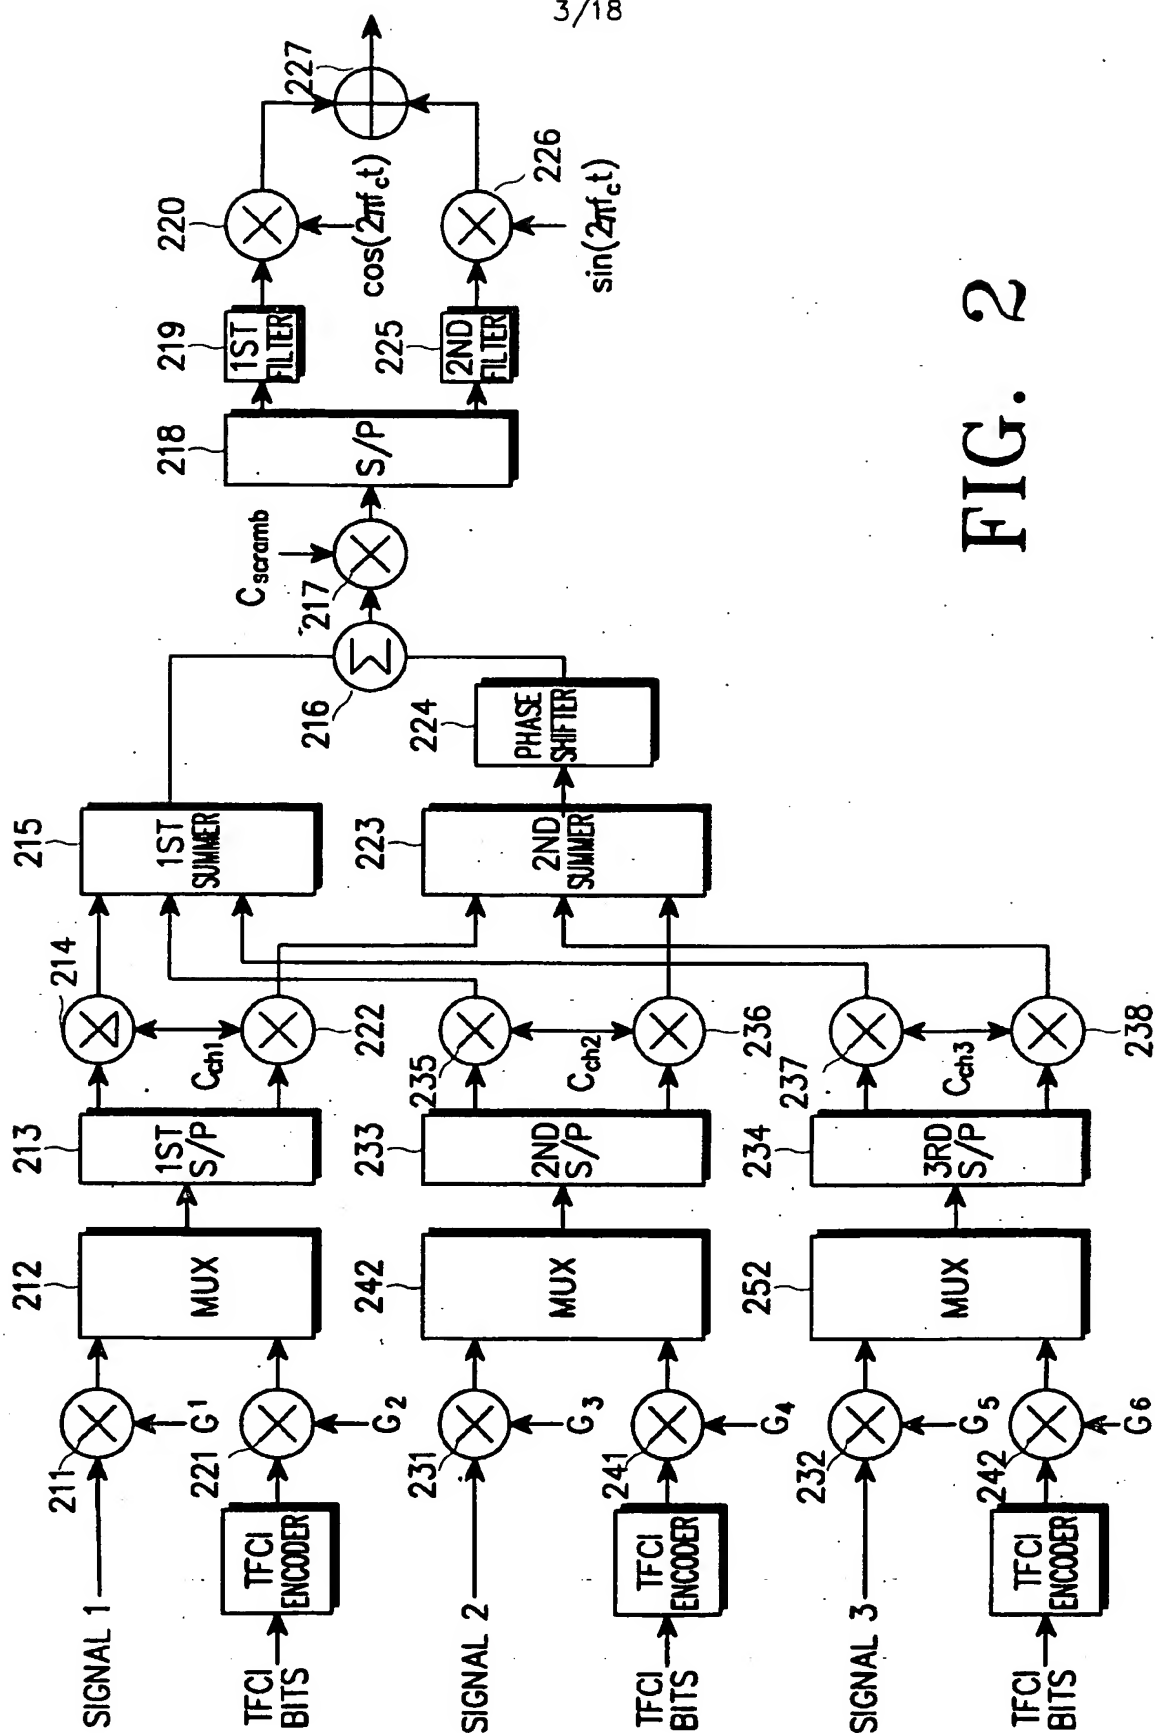 3/18
SIGNAL 1
211
G1
212
MUX
213
1ST
S/P
214
215
1ST
SUMMER
TFCI
BITS
TFCI
ENCODER
221
G2
Cch1
222
SIGNAL 2
231
G3
242
MUX
233
2ND
S/P
235
223
2ND
SUMMER
TFCI
BITS
TFCI
ENCODER
241
G4
Cch2
236
SIGNAL 3
232
G5
252
MUX
234
3RD
S/P
237
TFCI
BITS
TFCI
ENCODER
242
G6
Cch3
238
224
PHASE
SHIFTER
216
Σ
217
Cscramb
218
S/P
219
1ST
FILTER
220
cos(2πfct)
225
2ND
FILTER
226
sin(2πfct)
227
FIG. 2